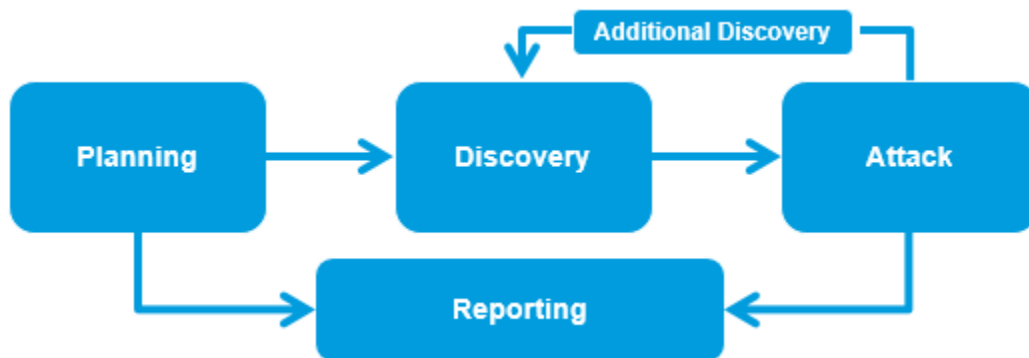 Additional Discovery
Planning
Discovery
Attack
Reporting